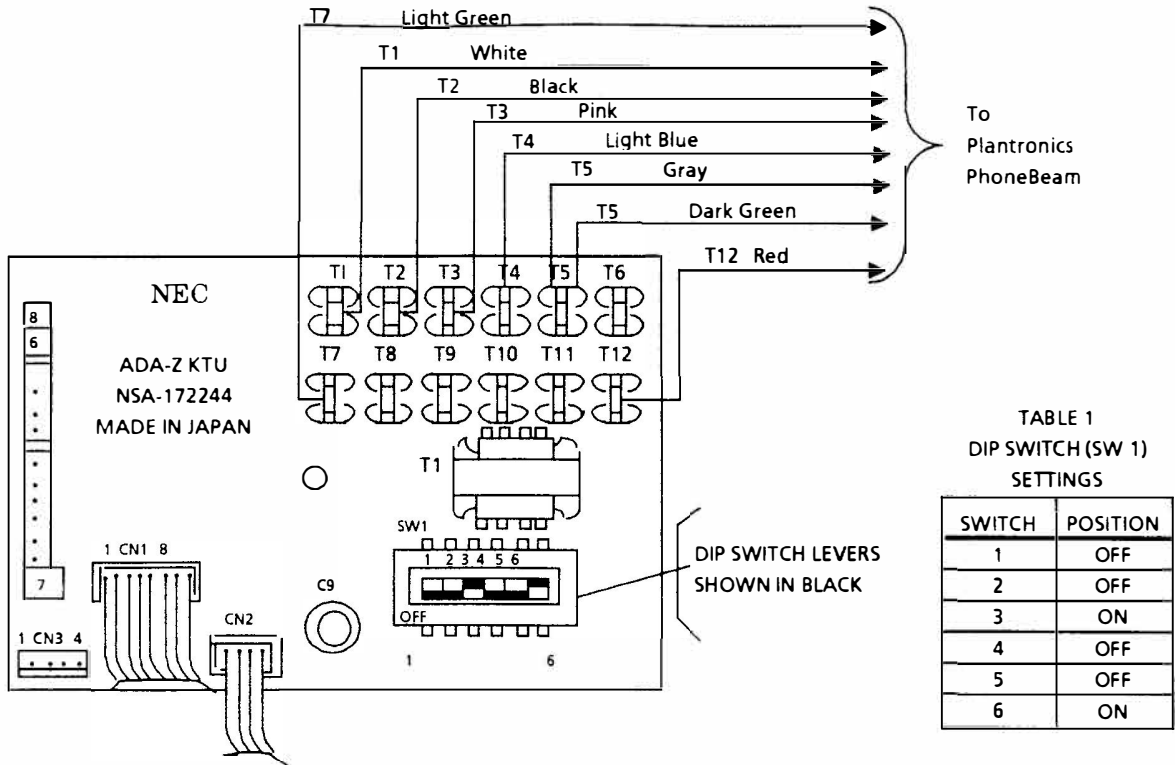 T7 Light Green
T1 White
T2 Black
T3 Pink
T4 Light Blue
T5 Gray
T5 Dark Green
T12 Red
To
Plantronics
PhoneBeam
NEC
ADA-Z KTU
NSA-172244
MADE IN JAPAN
8
6
7
TI T2 T3 T4 T5 T6
T7 T8 T9 T10 T11 T12
T1
SW1
1 2 3 4 5 6
OFF
1 6
C9
1 CN1 8
CN2
1 CN3 4
DIP SWITCH LEVERS
SHOWN IN BLACK
TABLE 1
DIP SWITCH (SW 1)
SETTINGS
SWITCH POSITION
1 OFF
2 OFF
3 ON
4 OFF
5 OFF
6 ON